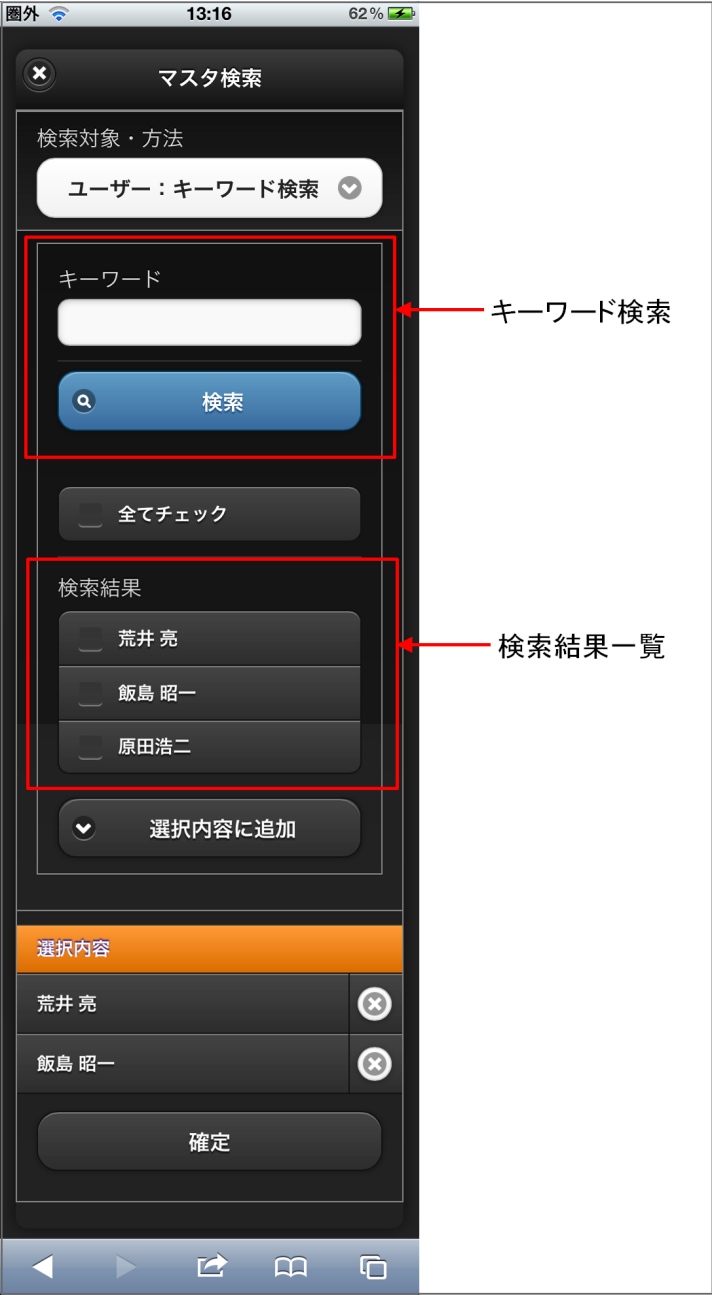 圏外 13:16 62%
マスタ検索
検索対象・方法
ユーザー：キーワード検索
キーワード
キーワード検索
検索
全てチェック
検索結果
荒井 亮
検索結果一覧
飯島 昭一
原田浩二
選択内容に追加
選択内容
荒井 亮
飯島 昭一
確定